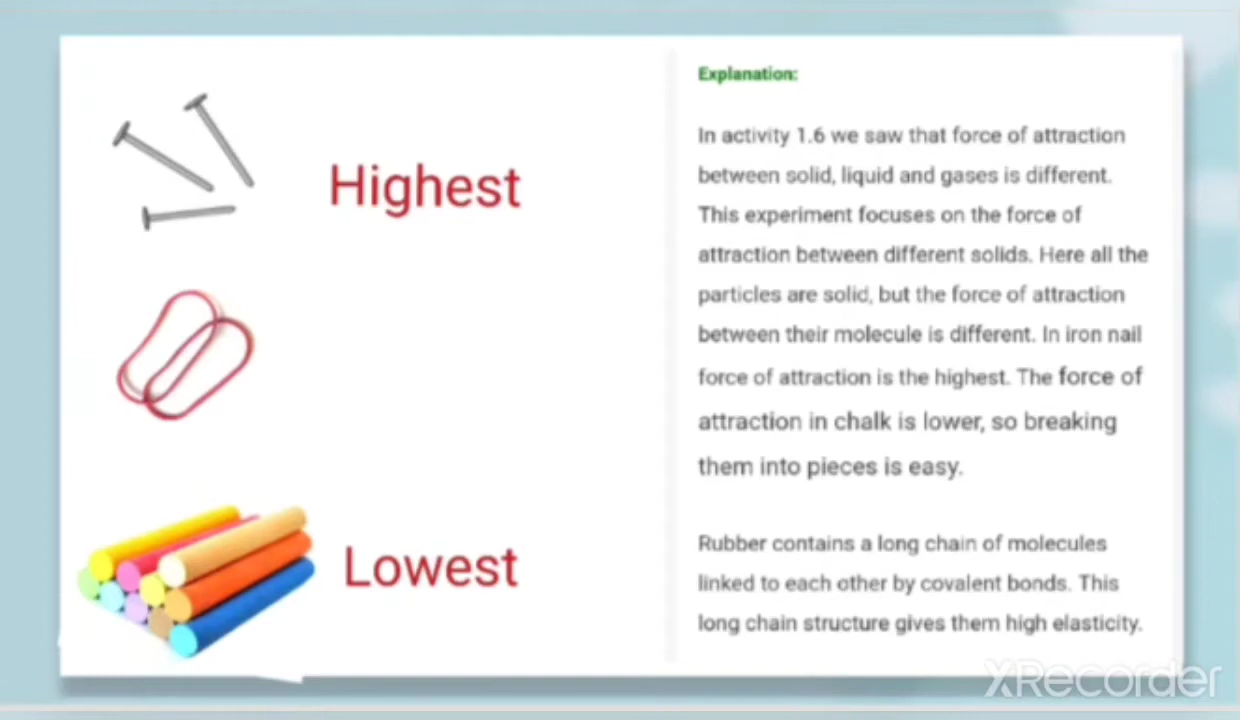 Highest
Lowest
Explanation:
In activity 1.6 we saw that force of attraction
between solid, liquid and gases is different.
This experiment focuses on the force of
attraction between different solids. Here all the
particles are solid, but the force of attraction
between their molecule is different. In iron nail
force of attraction is the highest. The force of
attraction in chalk is lower, so breaking
them into pieces is easy.
Rubber contains a long chain of molecules
linked to each other by covalent bonds. This
long chain structure gives them high elasticity.
XRecorder